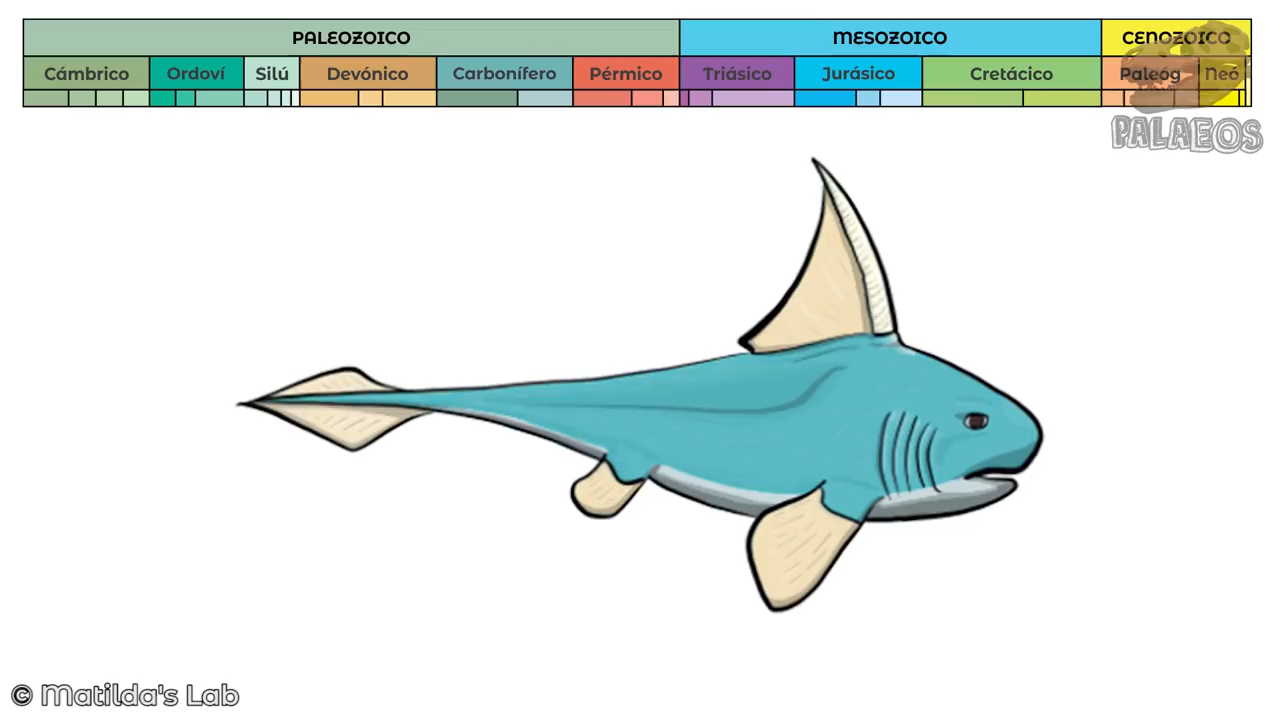 PALEOZOICO MESOZOICO CENOZOICO
Cámbrico Ordoví Silú Devónico Carbonífero Pérmico Triásico Jurásico Cretácico Paleóg Neó
PALAEOS
© Matilda's Lab